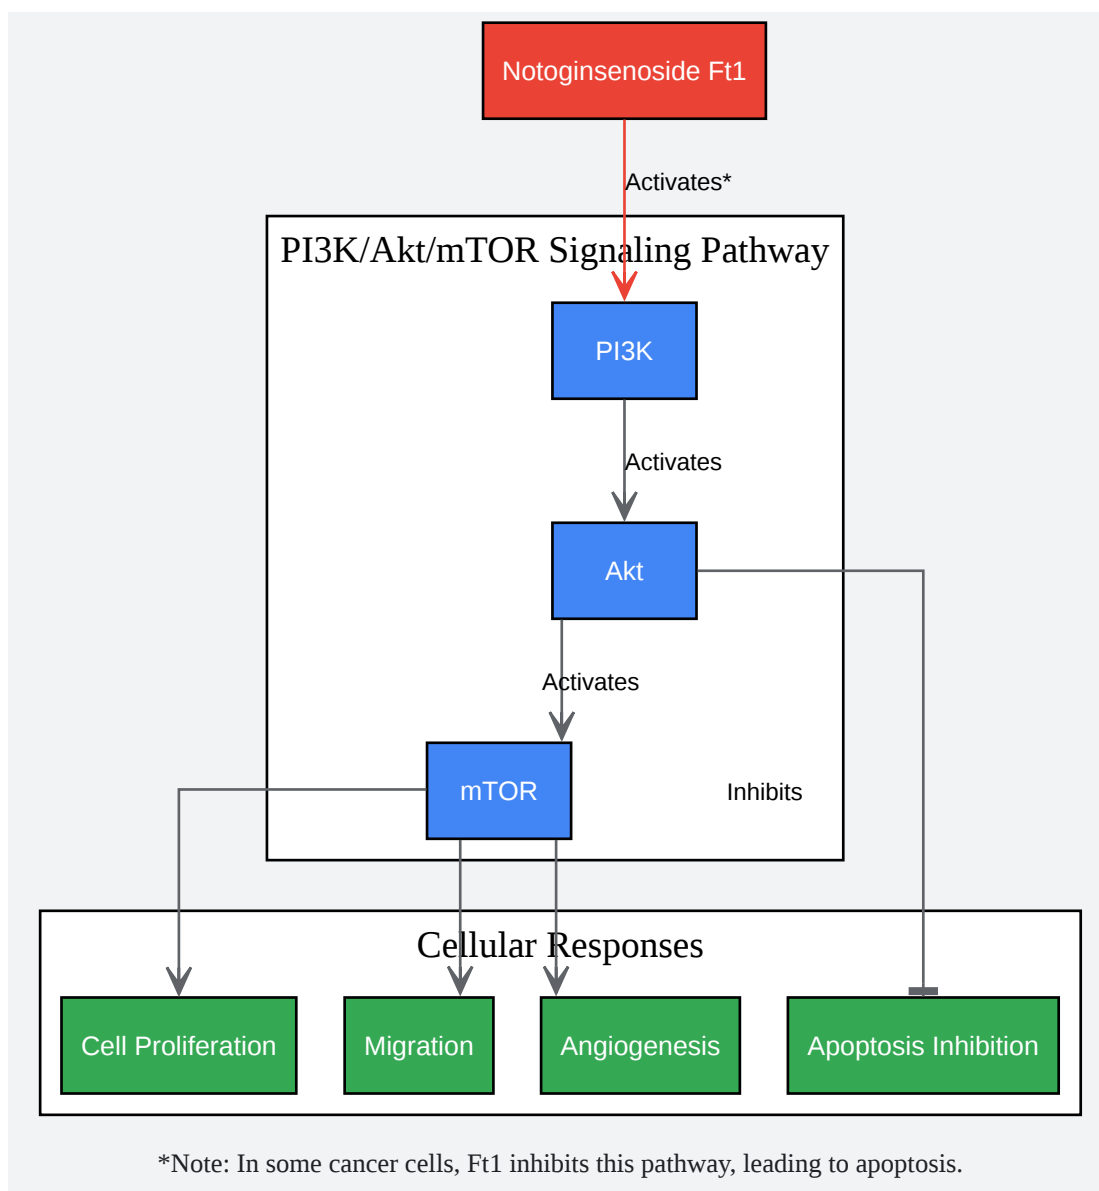 Notoginsenoside Ft1
Activates*
PI3K/Akt/mTOR Signaling Pathway
PI3K
Activates
Akt
Activates
mTOR
Inhibits
Cellular Responses
Cell Proliferation
Migration
Angiogenesis
Apoptosis Inhibition
*Note: In some cancer cells, Ft1 inhibits this pathway, leading to apoptosis.